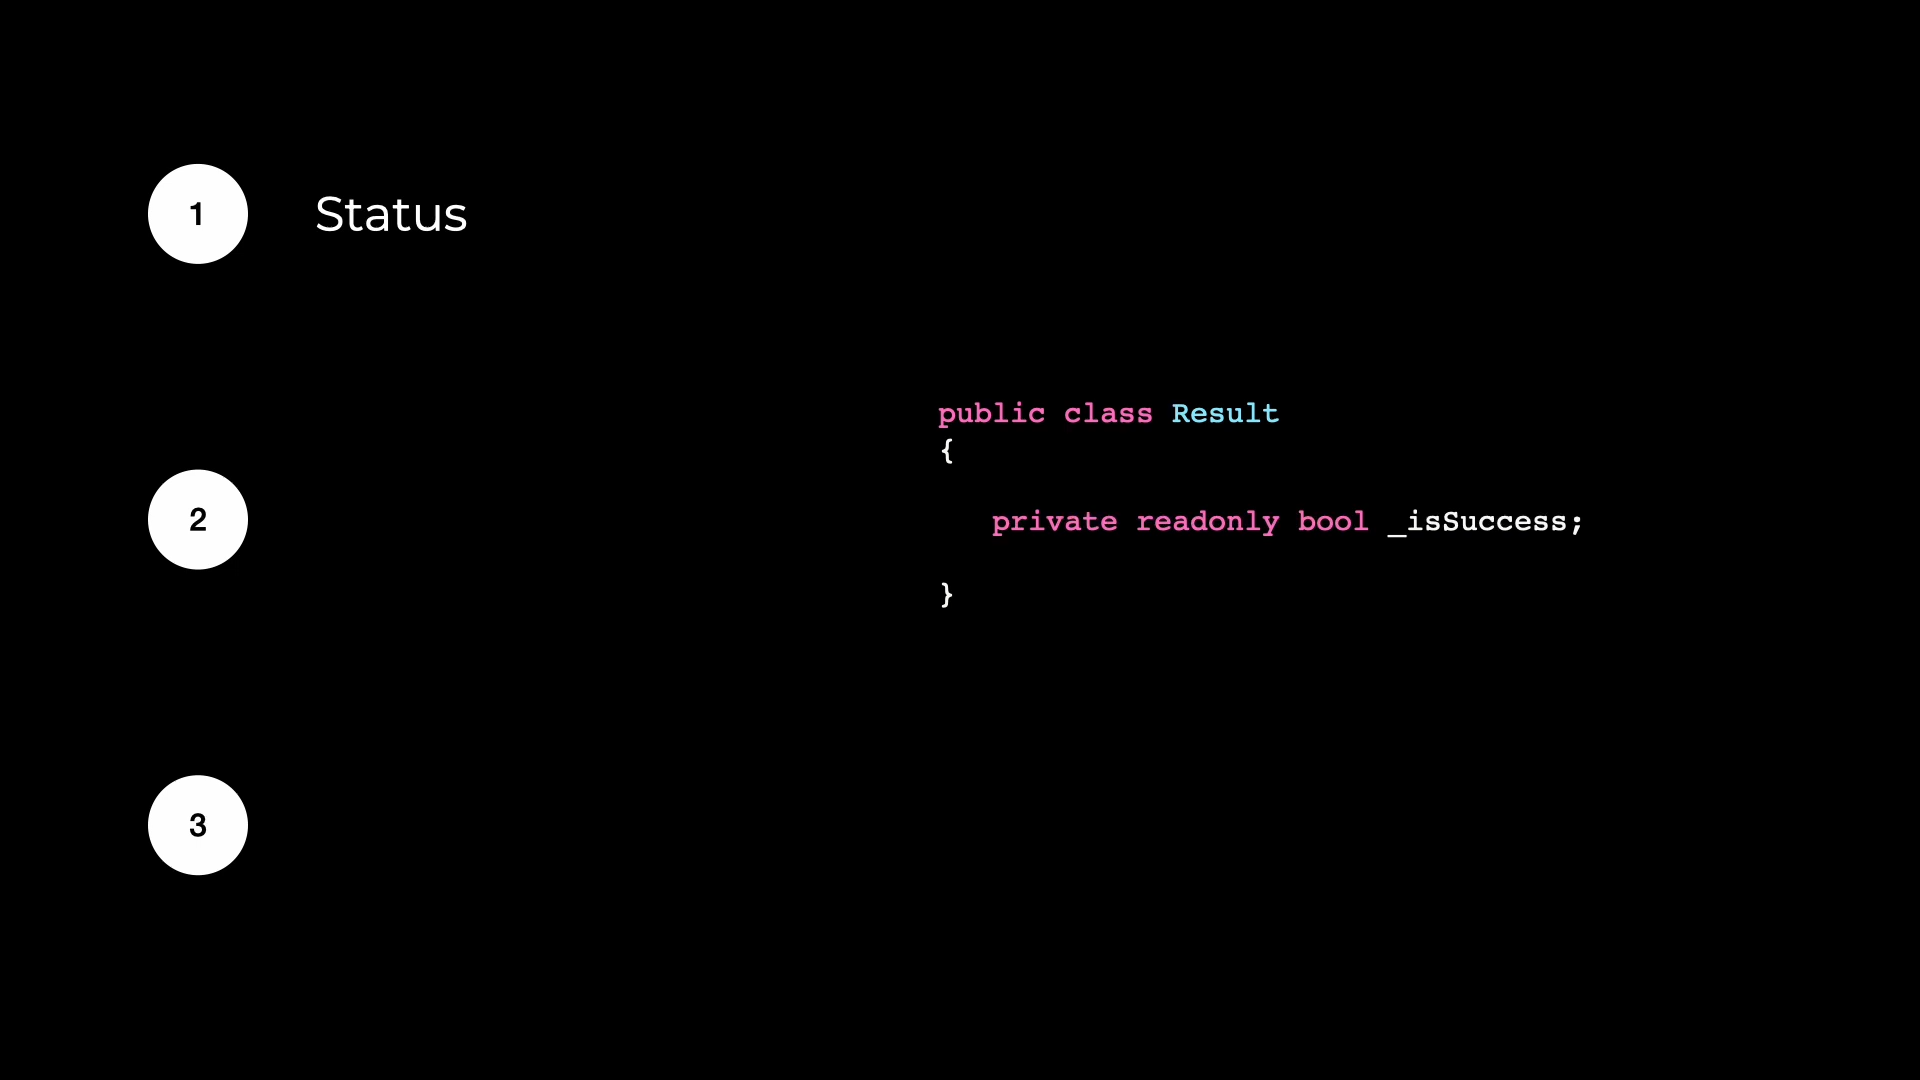 1 Status
public class Result
{
private readonly bool _isSuccess;
}
2
3